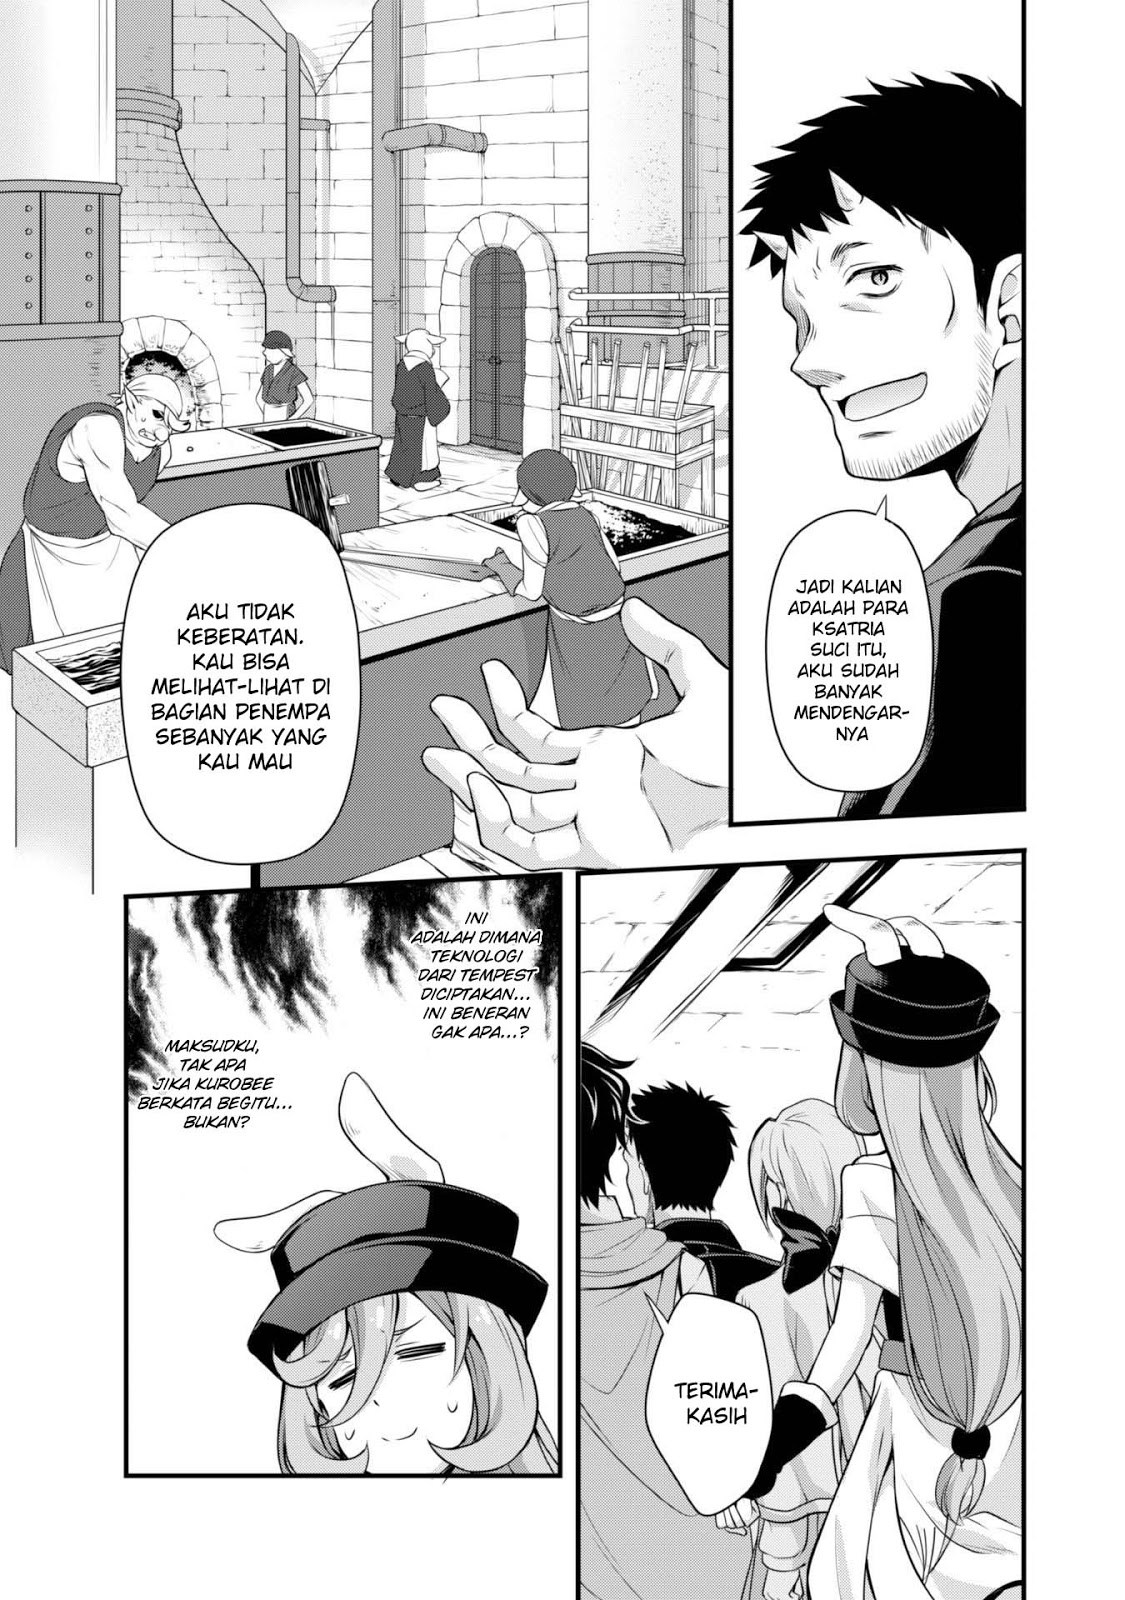 JADI KALIAN
ADALAH PARA
KSATRIA
SUCI ITU,
AKU SUDAH
BANYAK
MENDENGAR-
NYA
AKU TIDAK
KEBERATAN.
KAU BISA
MELIHAT-LIHAT DI
BAGIAN PENEMPA
SEBANYAK YANG
KAU MAU
TERIMA-
KASIH
INI
ADALAH DIMANA
TEKNOLOGI
DARI TEMPEST
DICIPTAKAN...
INI BENERAN
GAK APA...?
MAKSUDKU,
TAK APA
JIKA KUROBEE
BERKATA BEGITU...
BUKAN?